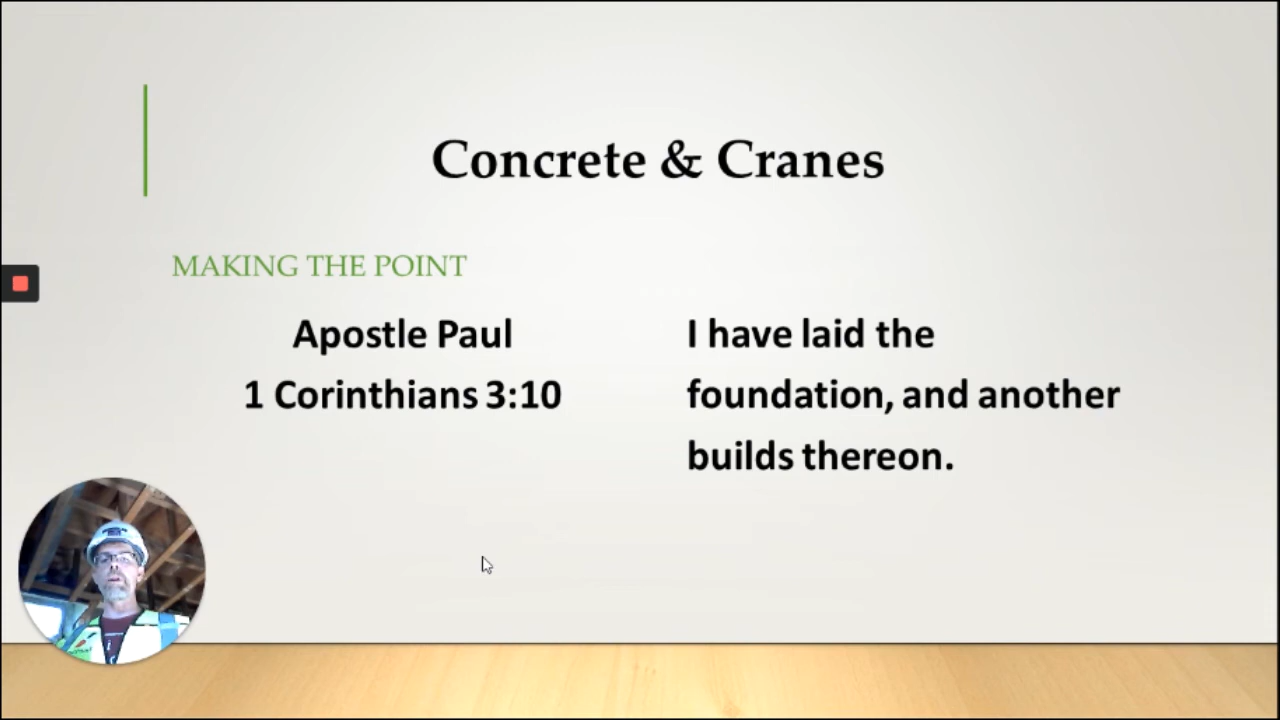 Concrete & Cranes
MAKING THE POINT
Apostle Paul
1 Corinthians 3:10
I have laid the
foundation, and another
builds thereon.